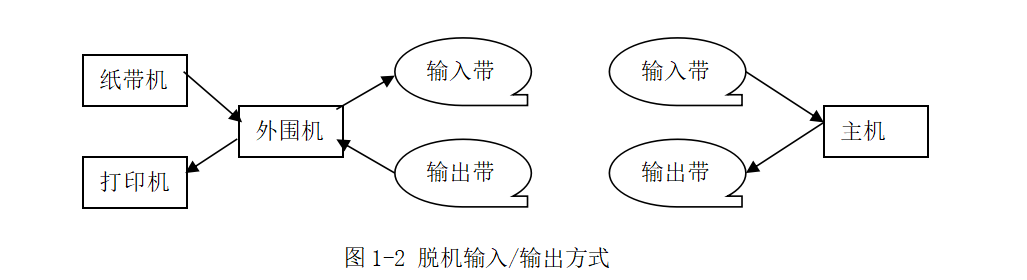 纸带机
打印机
外围机
输入带
输出带
输入带
输出带
主机
图 1-2 脱机输入/输出方式